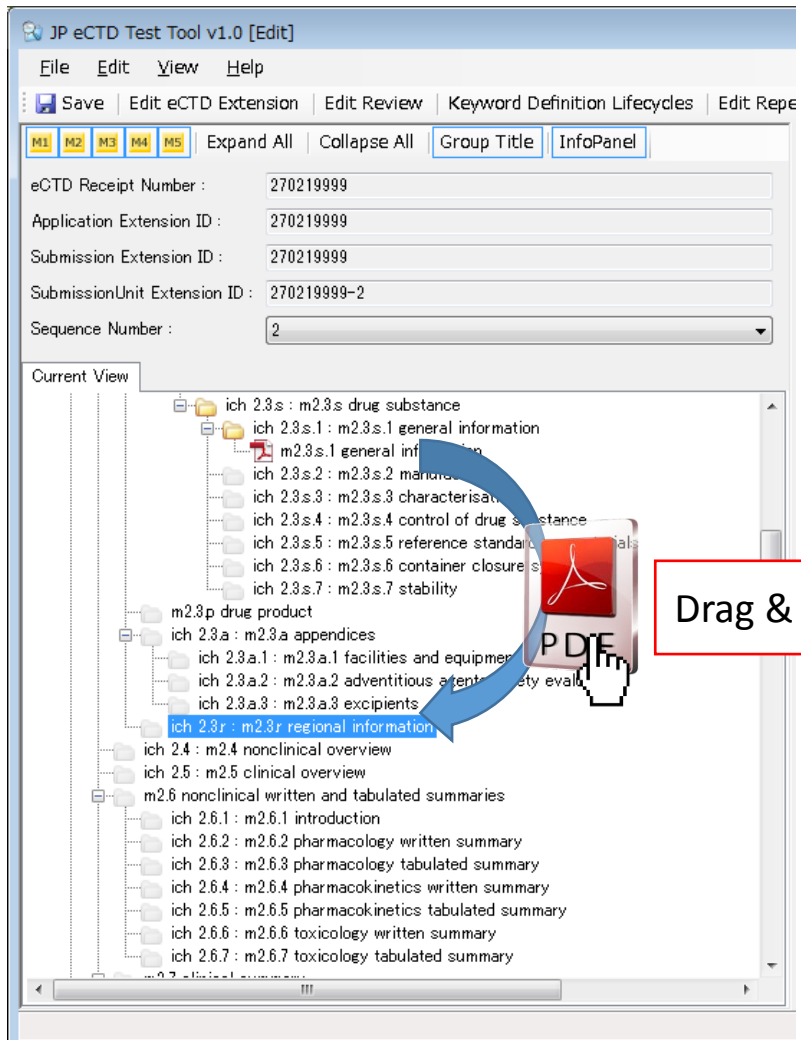 JP eCTD Test Tool v1.0 [Edit]
File Edit View Help
Save Edit eCTD Extension Edit Review Keyword Definition Lifecycles Edit Repe
M1 M2 M3 M4 M5 Expand All Collapse All Group Title InfoPanel
eCTD Receipt Number : 270219999
Application Extension ID : 270219999
Submission Extension ID : 270219999
SubmissionUnit Extension ID : 270219999-2
Sequence Number : 2
Current View
ich 2.3.s : m2.3.s drug substance
ich 2.3.s.1 : m2.3.s.1 general information
m2.3.s.1 general information
ich 2.3.s.2 : m2.3.s.2
ich 2.3.s.3 : m2.3.s.3
ich 2.3.s.4 : m2.3.s.4 control of drug substance
ich 2.3.s.5 : m2.3.s.5 reference
ich 2.3.s.6 : m2.3.s.6 container closure
ich 2.3.s.7 : m2.3.s.7 stability
PDF
Drag &
m2.3.p drug product
ich 2.3.a : m2.3.a appendices
ich 2.3.a.1 : m2.3.a.1 facilities and
ich 2.3.a.2 : m2.3.a.2 adventitious
ich 2.3.a.3 : m2.3.a.3 excipients
ich 2.3.r : m2.3.r regional information
ich 2.4 : m2.4 nonclinical overview
ich 2.5 : m2.5 clinical overview
m2.6 nonclinical written and tabulated summaries
ich 2.6.1 : m2.6.1 introduction
ich 2.6.2 : m2.6.2 pharmacology written summary
ich 2.6.3 : m2.6.3 pharmacology tabulated summary
ich 2.6.4 : m2.6.4 pharmacokinetics written summary
ich 2.6.5 : m2.6.5 pharmacokinetics tabulated summary
ich 2.6.6 : m2.6.6 toxicology written summary
ich 2.6.7 : m2.6.7 toxicology tabulated summary